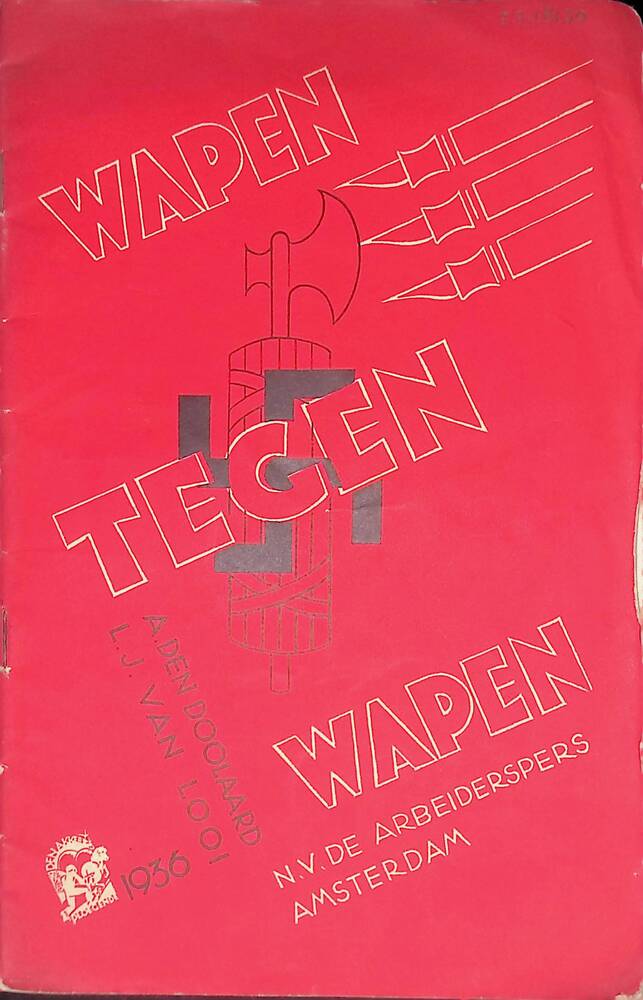 WAPEN
TEGEN
WAPEN
A. DEN DOOLAARD
L.J. VAN LOOI
1936
N.V. DE ARBEIDERSPERS
AMSTERDAM